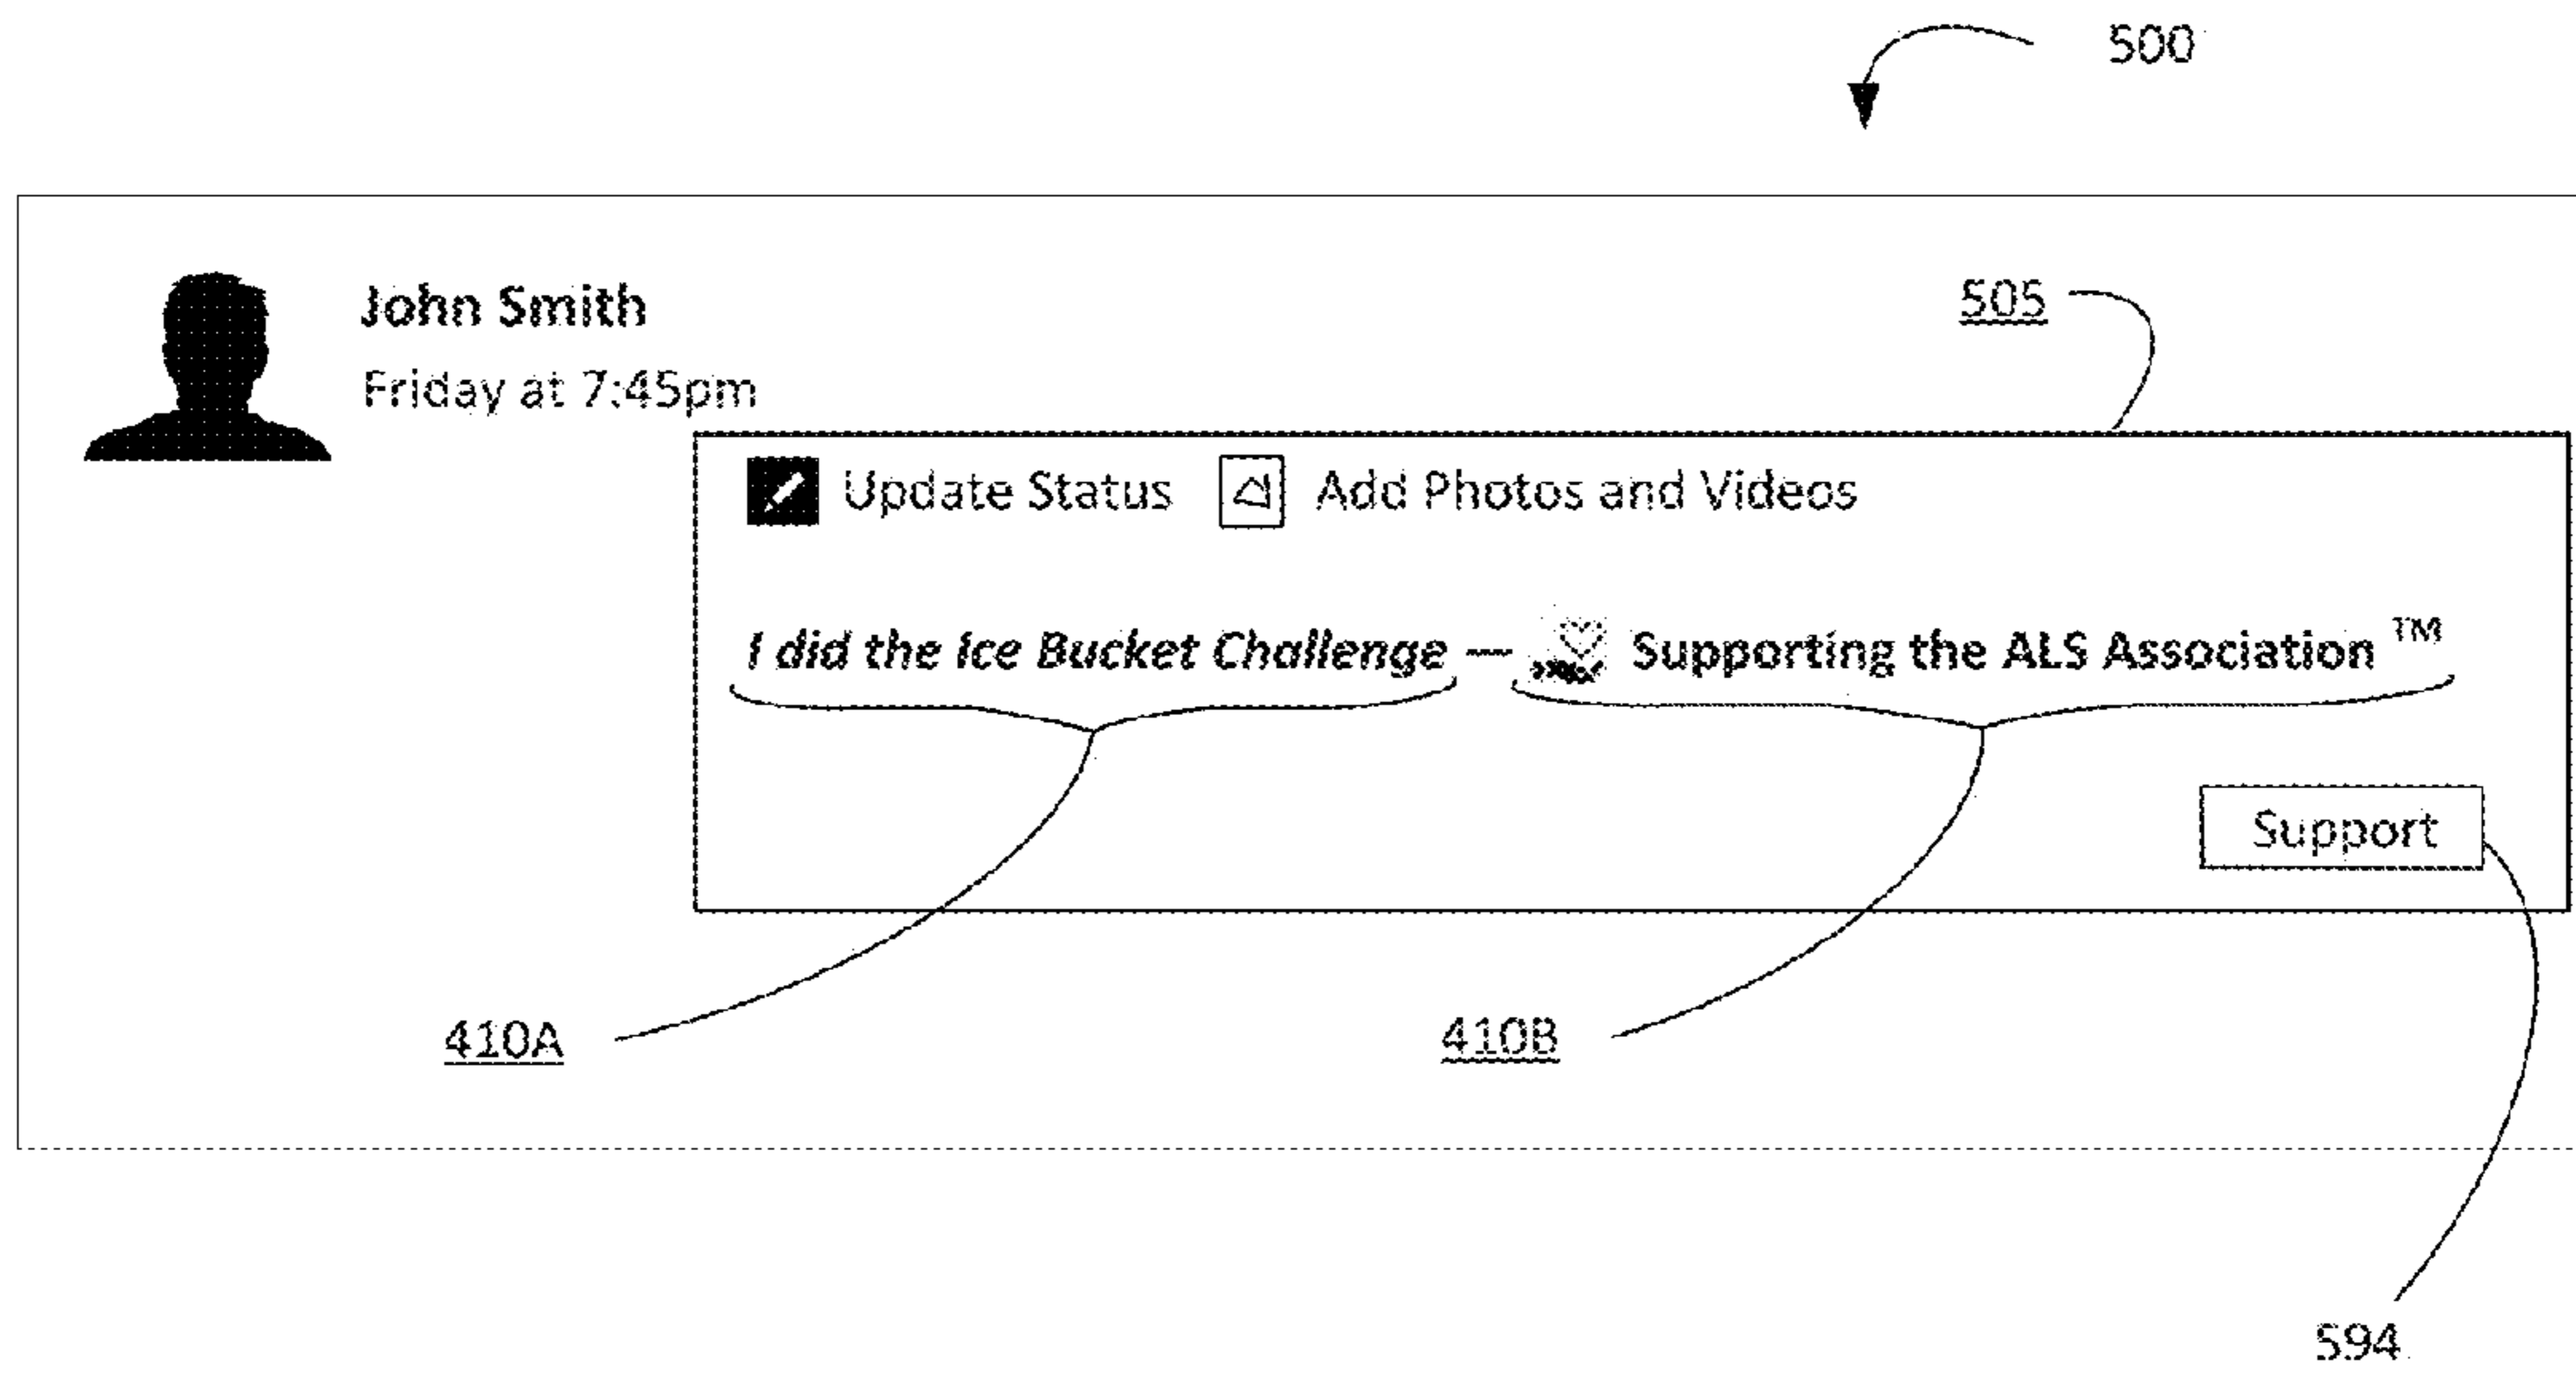 500
John Smith
505
Friday at 7:45pm
Update Status Add Photos and Videos
I did the Ice Bucket Challenge — Supporting the ALS Association ™
Support
410A
410B
594